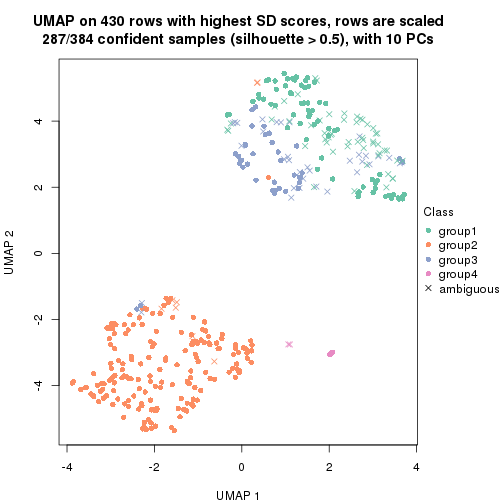 UMAP on 430 rows with highest SD scores, rows are scaled
287/384 confident samples (silhouette > 0.5), with 10 PCs
UMAP 2
4
2
0
-2
-4
-4
-2
0
2
4
UMAP 1
Class
group1
group2
group3
group4
ambiguous